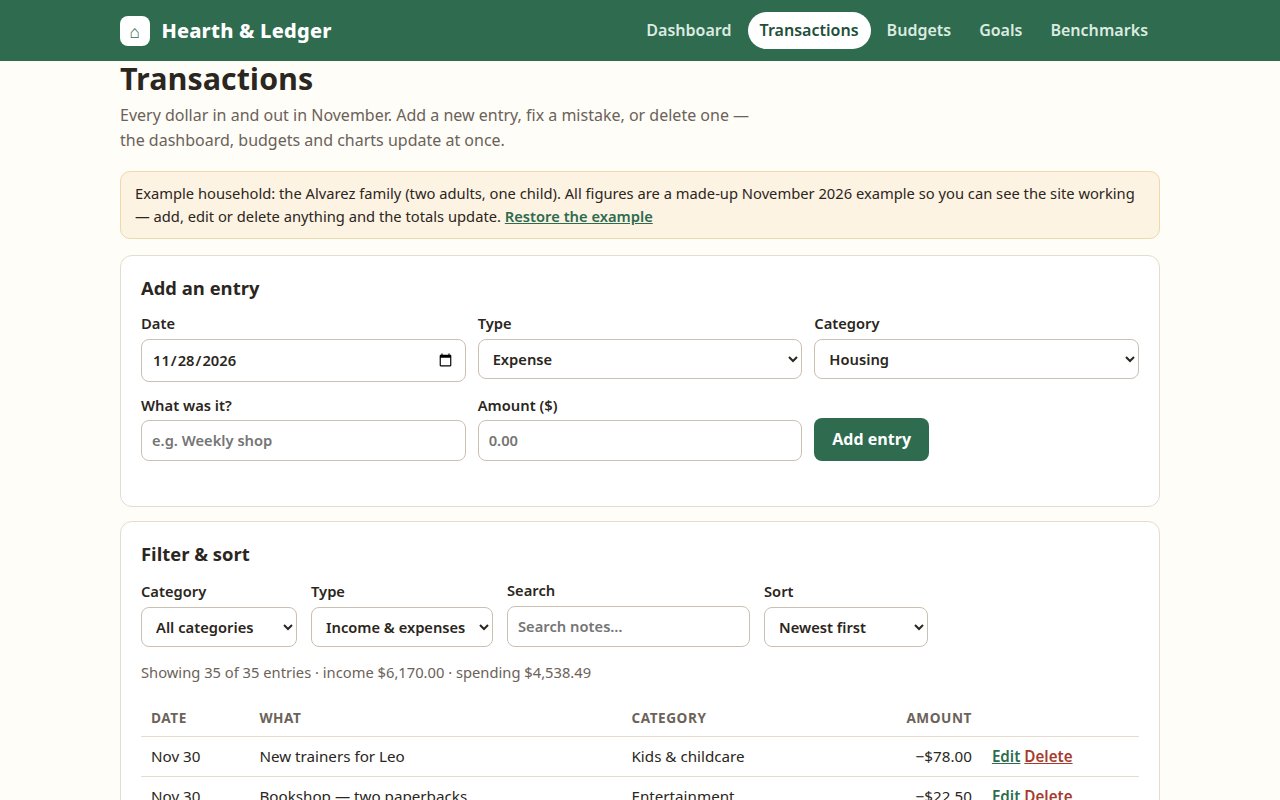 Hearth & Ledger
Dashboard Transactions Budgets Goals Benchmarks
Transactions
Every dollar in and out in November. Add a new entry, fix a mistake, or delete one —
the dashboard, budgets and charts update at once.
Example household: the Alvarez family (two adults, one child). All figures are a made-up November 2026 example so you can see the site working
— add, edit or delete anything and the totals update. Restore the example
Add an entry
Date Type Category
11/28/2026 Expense Housing
What was it? Amount ($)
e.g. Weekly shop 0.00 Add entry
Filter & sort
Category Type Search Sort
All categories Income & expenses Search notes... Newest first
Showing 35 of 35 entries · income $6,170.00 · spending $4,538.49
DATE WHAT CATEGORY AMOUNT
Nov 30 New trainers for Leo Kids & childcare −$78.00 Edit Delete
Nov 30 Bookshop — two paperbacks Entertainment −$22.50 Edit Delete